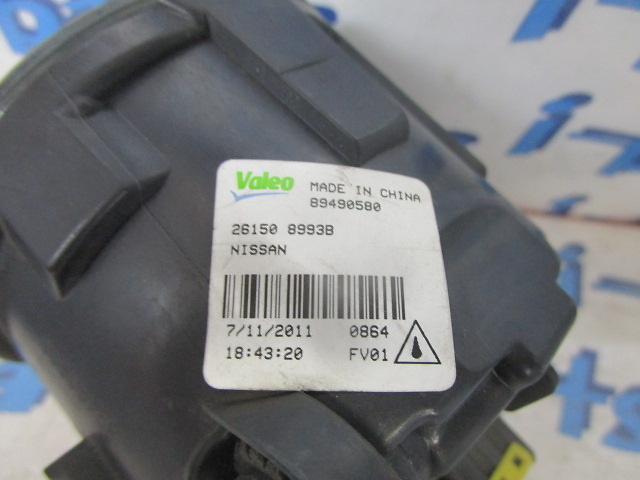 Valeo
MADE IN CHINA
89490580
26150 8993B
NISSAN
7/11/2011 0864
18:43:20 FV01